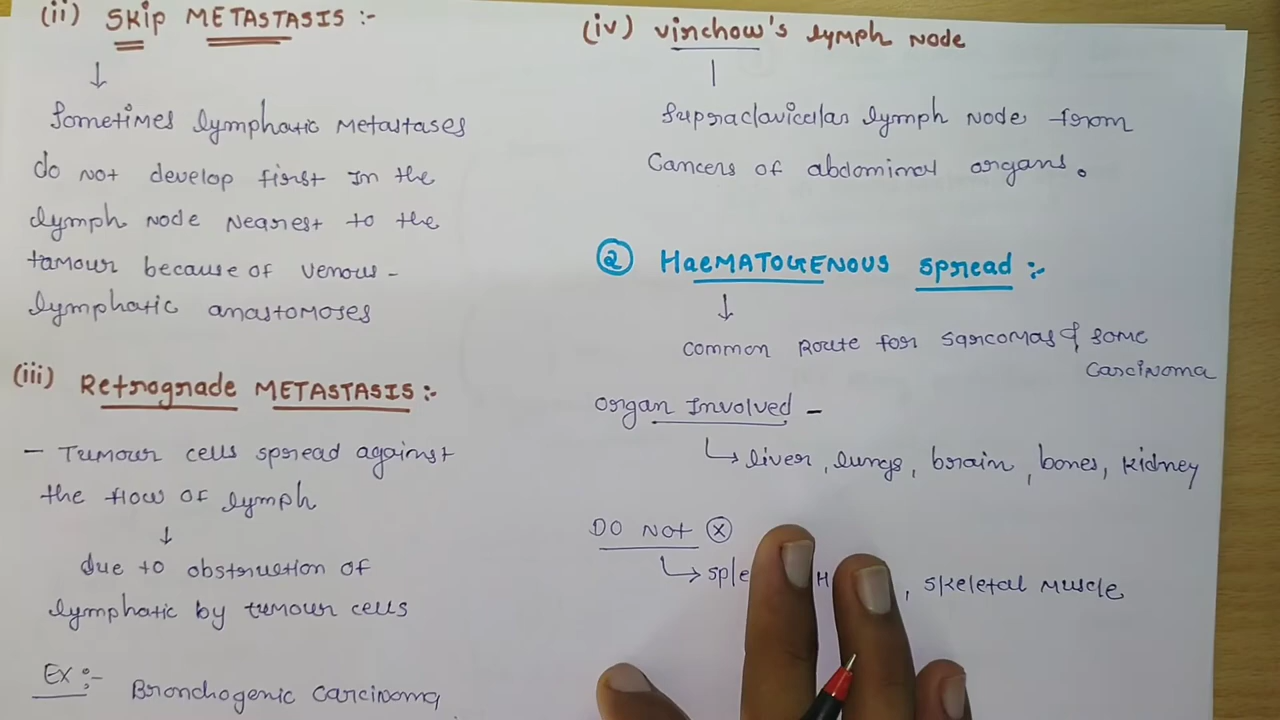 (ii) SKip METASTASIS :-
↓
Sometimes lymphatic Metastases
do Not develop first In the
lymph Node Nearest to the
tamour because of venous -
lymphatic anastomoses
(iii) Retrograde METASTASIS :-
- Tumour cells spread against
the flow of lymph
↓
due to obstruction of
lymphatic by tumour cells
Ex :- Bronchogenic Carcinoma
(iv) Vinchow's lymph Node
Supraclavicular lymph Node from
Cancers of abdominal organs.
② HaeMATOGENOUS Spread :-
↓
Common Route for Sarcomas & some
Carcinoma
Organ Involved -
↳ liver, lungs, brain, bones, kidney
DO Not ⓧ
↳ , skeletal Muscle